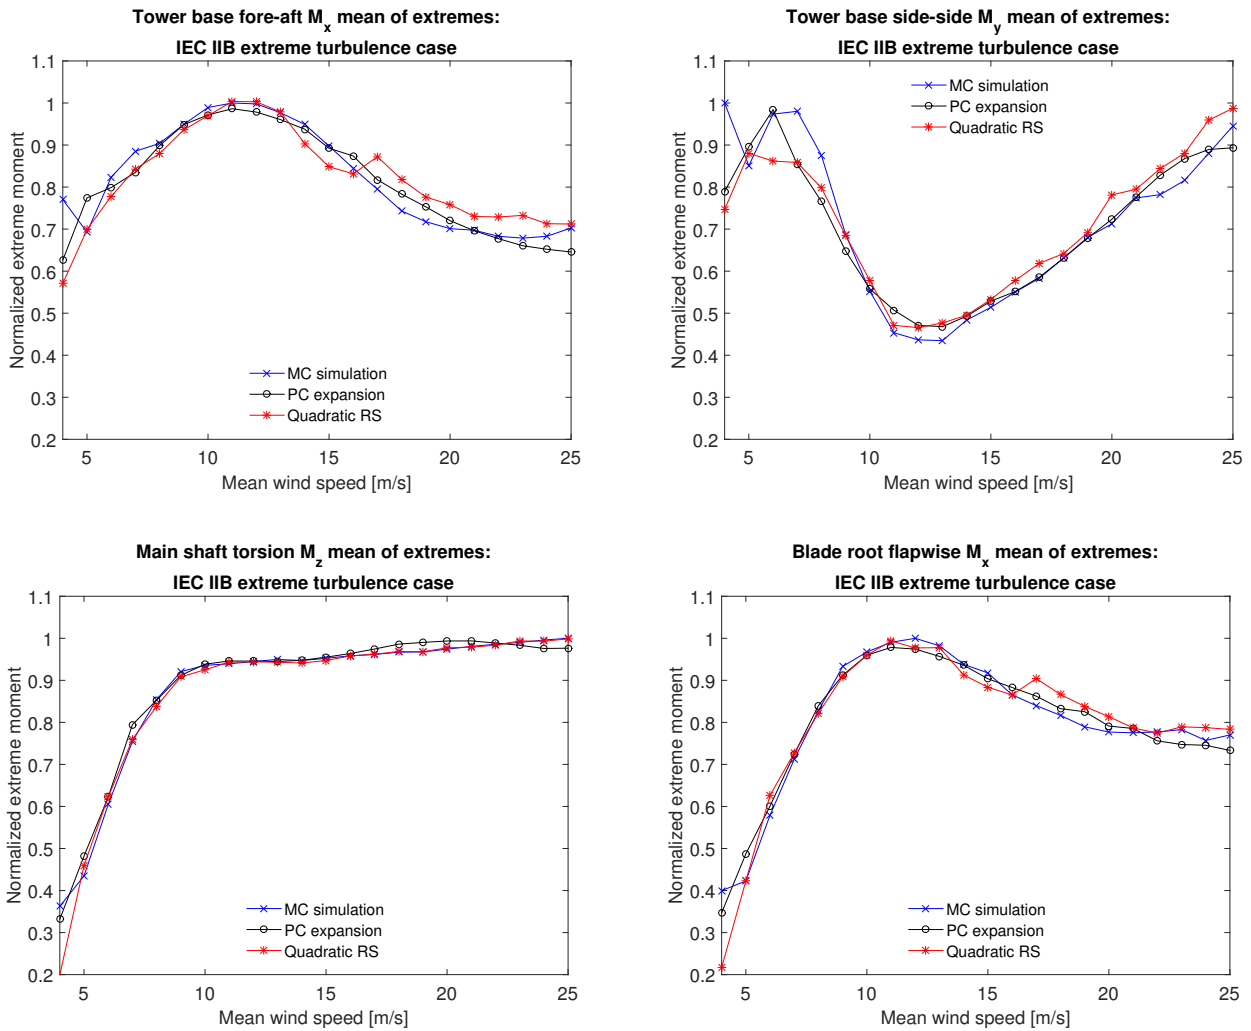 Tower base fore-aft M_x mean of extremes:
IEC IIB extreme turbulence case
Normalized extreme moment
1.1
1
0.9
0.8
0.7
0.6
0.5
0.4
0.3
0.2
MC simulation
PC expansion
Quadratic RS
5 10 15 20 25
Mean wind speed [m/s]
Tower base side-side M_y mean of extremes:
IEC IIB extreme turbulence case
Normalized extreme moment
1.1
1
0.9
0.8
0.7
0.6
0.5
0.4
0.3
0.2
MC simulation
PC expansion
Quadratic RS
5 10 15 20 25
Mean wind speed [m/s]
Main shaft torsion M_z mean of extremes:
IEC IIB extreme turbulence case
Normalized extreme moment
1.1
1
0.9
0.8
0.7
0.6
0.5
0.4
0.3
0.2
MC simulation
PC expansion
Quadratic RS
5 10 15 20 25
Mean wind speed [m/s]
Blade root flapwise M_x mean of extremes:
IEC IIB extreme turbulence case
Normalized extreme moment
1.1
1
0.9
0.8
0.7
0.6
0.5
0.4
0.3
0.2
MC simulation
PC expansion
Quadratic RS
5 10 15 20 25
Mean wind speed [m/s]